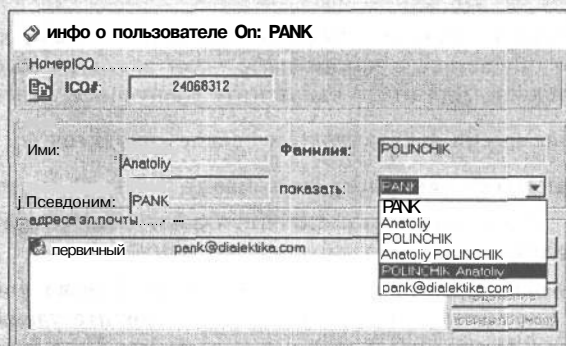 инфо о пользователе On: PANK
НомерICQ
ICQ#: 24068312
Ими: Anatoliy Фамилия: POLINCHIK
Псевдоним: PANK показать: PANK
PANK
Anatoliy
POLINCHIK
Anatoliy POLINCHIK
POLINCHIK Anatoliy
pank@dialektika.com
адреса эл.почты
первичный pank@dialektika.com